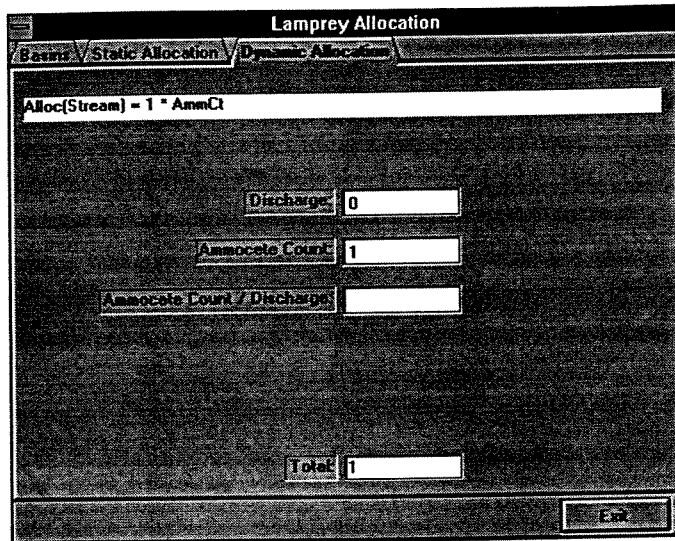 Lamprey Allocation
Basins Static Allocation Dynamic Allocation
Alloc(Stream) = 1 * AmmCt
Discharge: 0
Ammocete Count: 1
Ammocete Count / Discharge:
Total: 1
Exit